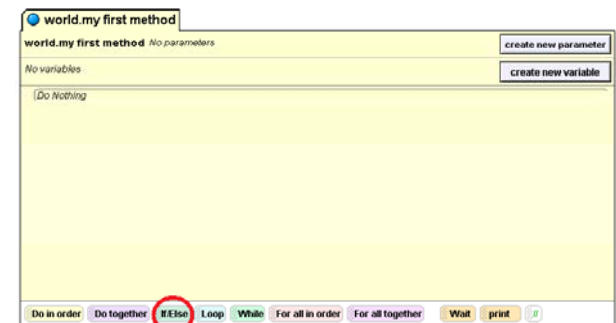 world.my first method
world.my first method No parameters create new parameter
No variables create new variable
(Do Nothing
Do in order Do together If/Else Loop While For all in order For all together Wait print //